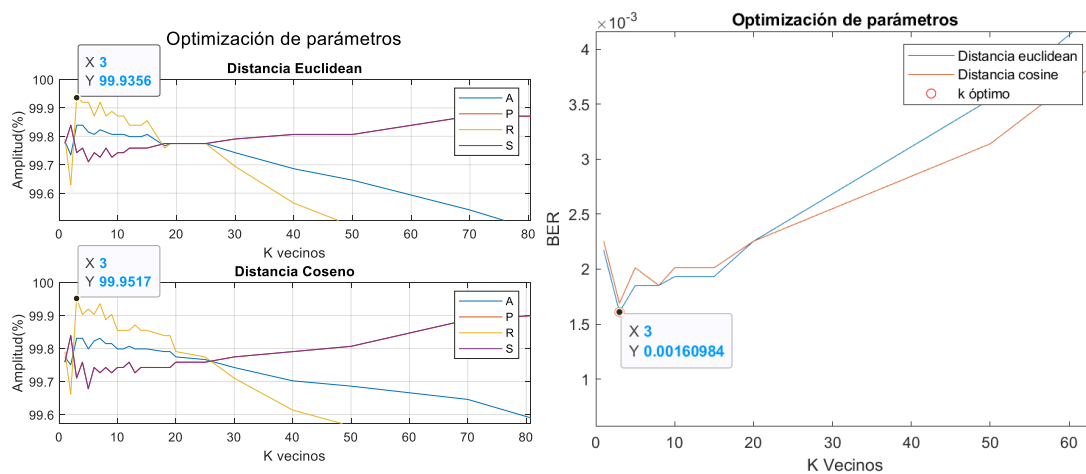 Optimización de parámetros
X 3
Y 99.9356
Distancia Euclidean
Amplitud(%)
100
99.9
99.8
99.7
99.6
A
P
R
S
0 10 20 30 40 50 60 70 80
K vecinos
X 3
Y 99.9517
Distancia Coseno
Amplitud(%)
100
99.9
99.8
99.7
99.6
A
P
R
S
0 10 20 30 40 50 60 70 80
K vecinos
Optimización de parámetros
×10⁻³
BER
4
3.5
3
2.5
2
1.5
1
Distancia euclidean
Distancia cosine
k óptimo
X 3
Y 0.00160984
0 10 20 30 40 50 60
K Vecinos